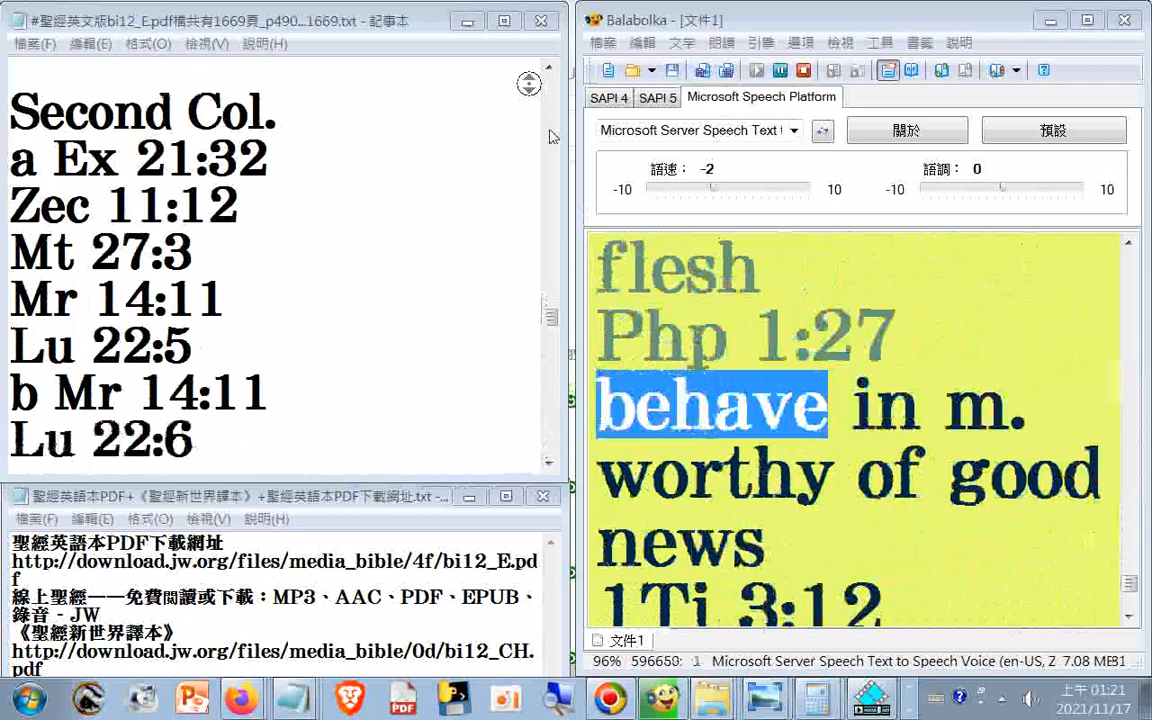 #聖經英文版bi12_E.pdf檔共有1669頁_p490...1669.txt - 記事本
檔案(F) 編輯(E) 格式(O) 檢視(V) 說明(H)
Second Col.
a Ex 21:32
Zec 11:12
Mt 27:3
Mr 14:11
Lu 22:5
b Mr 14:11
Lu 22:6
聖經英語本PDF+《聖經新世界譯本》+聖經英語本PDF下載網址.txt -...
檔案(F) 編輯(E) 格式(O) 檢視(V) 說明(H)
聖經英語本PDF下載網址
http://download.jw.org/files/media_bible/4f/bi12_E.pd
f
線上聖經——免費閱讀或下載：MP3、AAC、PDF、EPUB、
錄音 - JW
《聖經新世界譯本》
http://download.jw.org/files/media_bible/0d/bi12_CH.
pdf
Balabolka - [文件1]
檔案 編輯 文字 朗讀 引擎 選項 檢視 工具 書籤 說明
SAPI 4 SAPI 5 Microsoft Speech Platform
Microsoft Server Speech Text 關於 預設
語速： -2 語調： 0
-10 10 -10 10
flesh
Php 1:27
behave in m.
worthy of good
news
1Ti 3:12
文件1
96% Microsoft Server Speech Text to Speech Voice (en-US, Z 7.08 MB
上午 01:21
2021/11/17